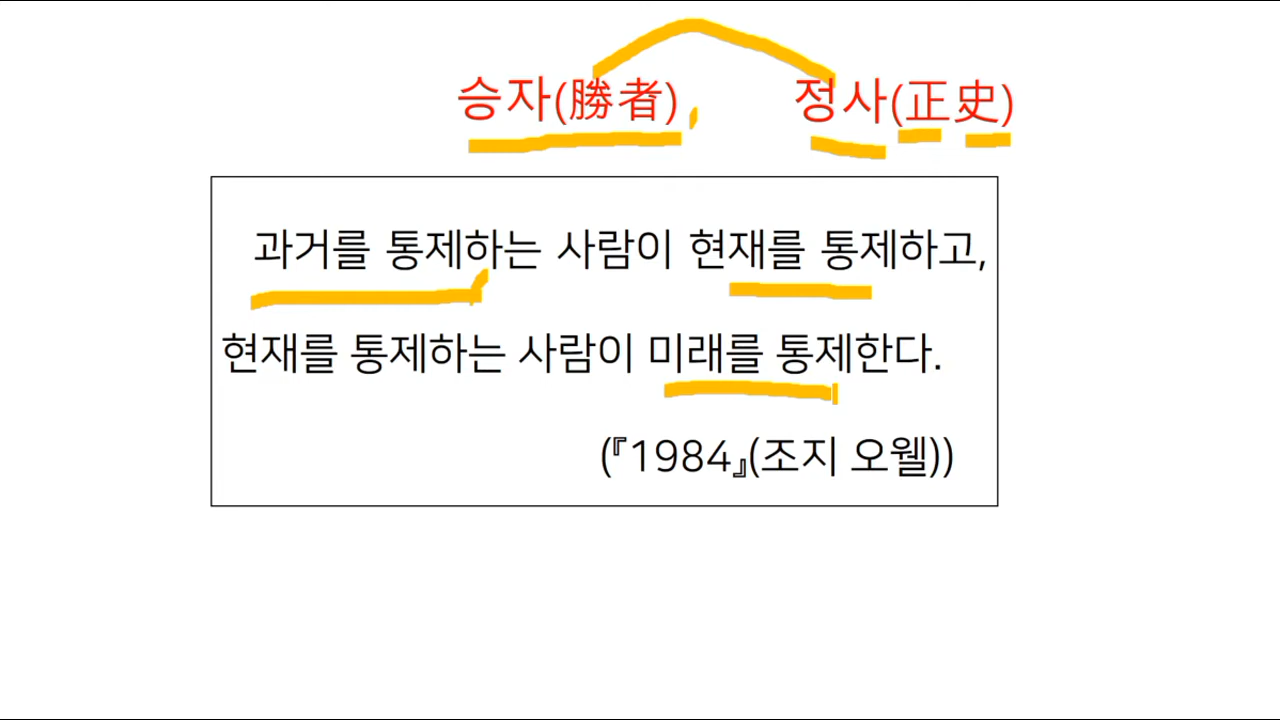 승자(勝者), 정사(正史)
과거를 통제하는 사람이 현재를 통제하고,
현재를 통제하는 사람이 미래를 통제한다.
(『1984』(조지 오웰))